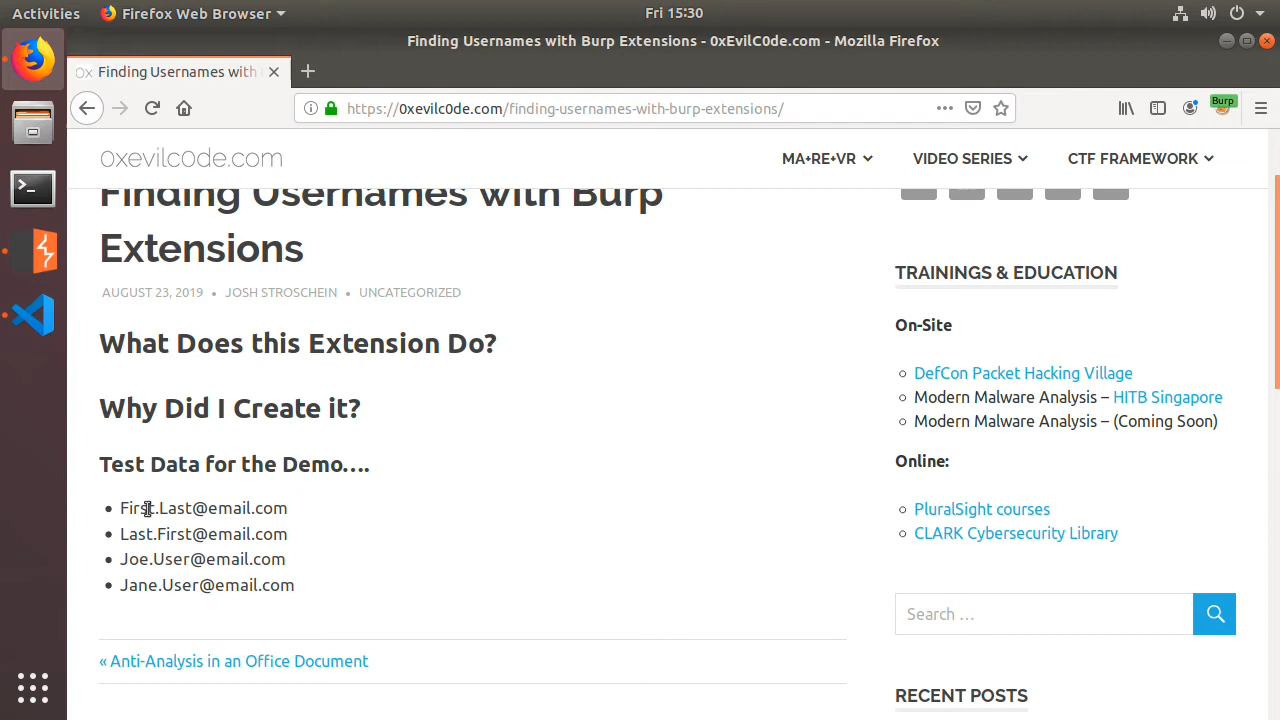 Activities
Firefox Web Browser
Fri 15:30
Finding Usernames with Burp Extensions - 0xEvilC0de.com - Mozilla Firefox
0x Finding Usernames with
https://0xevilc0de.com/finding-usernames-with-burp-extensions/
Burp
0xevilc0de.com
MA+RE+VR
VIDEO SERIES
CTF FRAMEWORK
Finding Usernames with Burp
Extensions
AUGUST 23, 2019 • JOSH STROSCHEIN • UNCATEGORIZED
What Does this Extension Do?
Why Did I Create it?
Test Data for the Demo....
• First.Last@email.com
• Last.First@email.com
• Joe.User@email.com
• Jane.User@email.com
« Anti-Analysis in an Office Document
TRAININGS & EDUCATION
On-Site
DefCon Packet Hacking Village
Modern Malware Analysis – HITB Singapore
Modern Malware Analysis – (Coming Soon)
Online:
PluralSight courses
CLARK Cybersecurity Library
Search …
RECENT POSTS